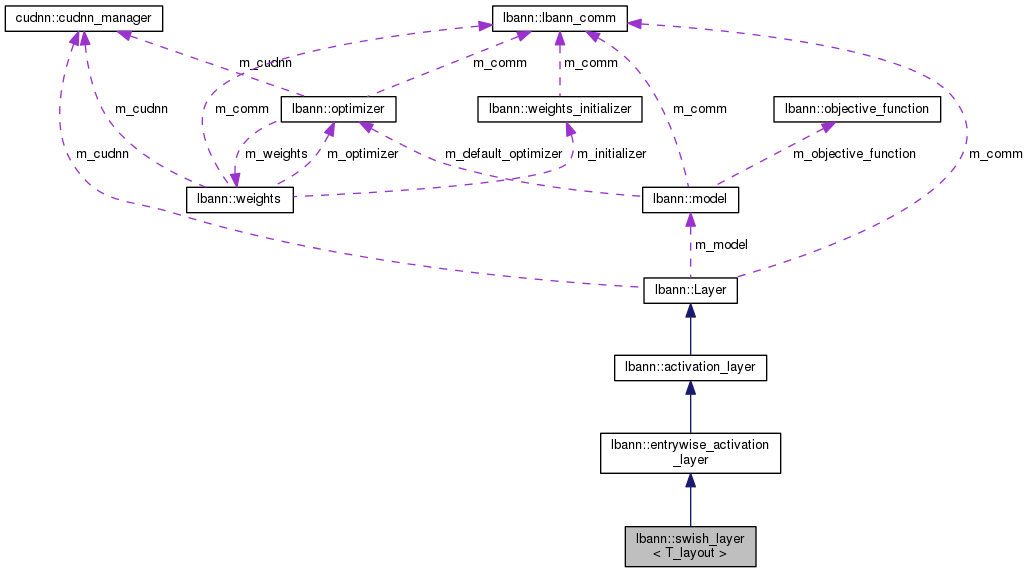 cudnn::cudnn_manager
lbann::lbann_comm
m_cudnn
m_comm
m_comm
m_cudnn
m_comm
lbann::optimizer
lbann::weights_initializer
m_comm
lbann::objective_function
m_cudnn
m_weights
m_optimizer
m_default_optimizer
m_initializer
m_objective_function
m_comm
lbann::weights
lbann::model
m_model
lbann::Layer
lbann::activation_layer
lbann::entrywise_activation
_layer
lbann::swish_layer
< T_layout >